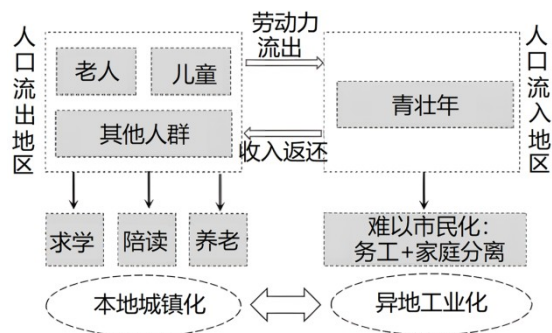 人口流出地区
老人
儿童
其他人群
劳动力
流出
收入返还
人口流入地区
青壮年
求学
陪读
养老
难以市民化：
务工+家庭分离
本地城镇化
异地工业化